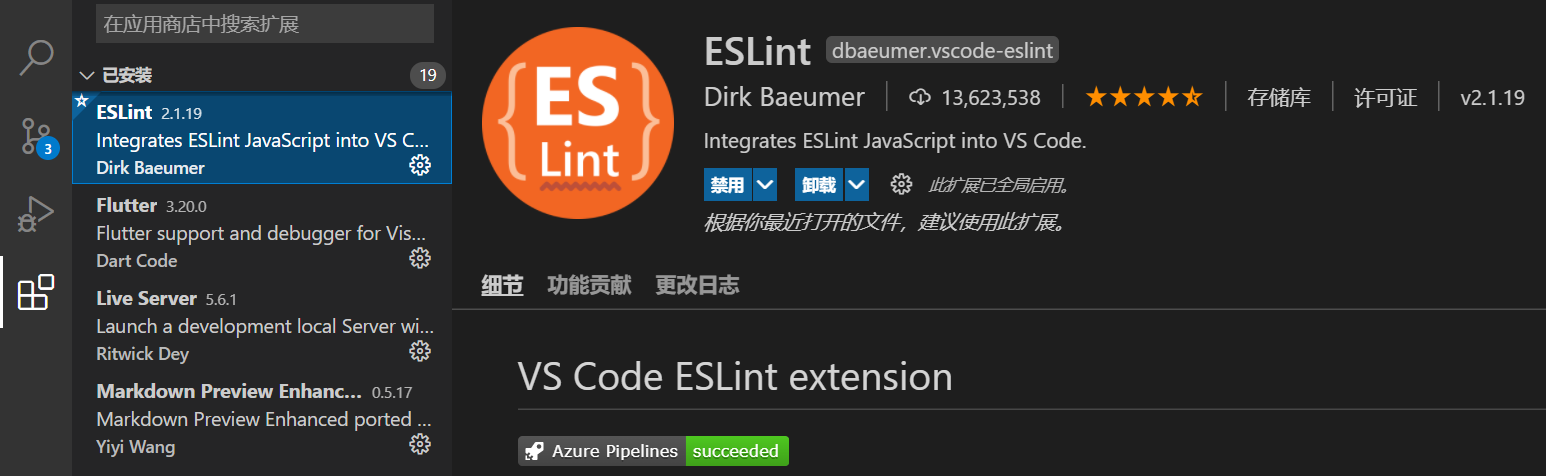 在应用商店中搜索扩展
已安装
19
ESLint 2.1.19
Integrates ESLint JavaScript into VS C...
Dirk Baeumer
3
Flutter 3.20.0
Flutter support and debugger for Vis...
Dart Code
Live Server 5.6.1
Launch a development local Server wi...
Ritwick Dey
Markdown Preview Enhanc... 0.5.17
Markdown Preview Enhanced ported ...
Yiyi Wang
{ES
Lint}
ESLint dbaeumer.vscode-eslint
Dirk Baeumer 13,623,538 存储库 许可证 v2.1.19
Integrates ESLint JavaScript into VS Code.
禁用 卸载 此扩展已全局启用。
根据你最近打开的文件，建议使用此扩展。
细节 功能贡献 更改日志
VS Code ESLint extension
Azure Pipelines succeeded